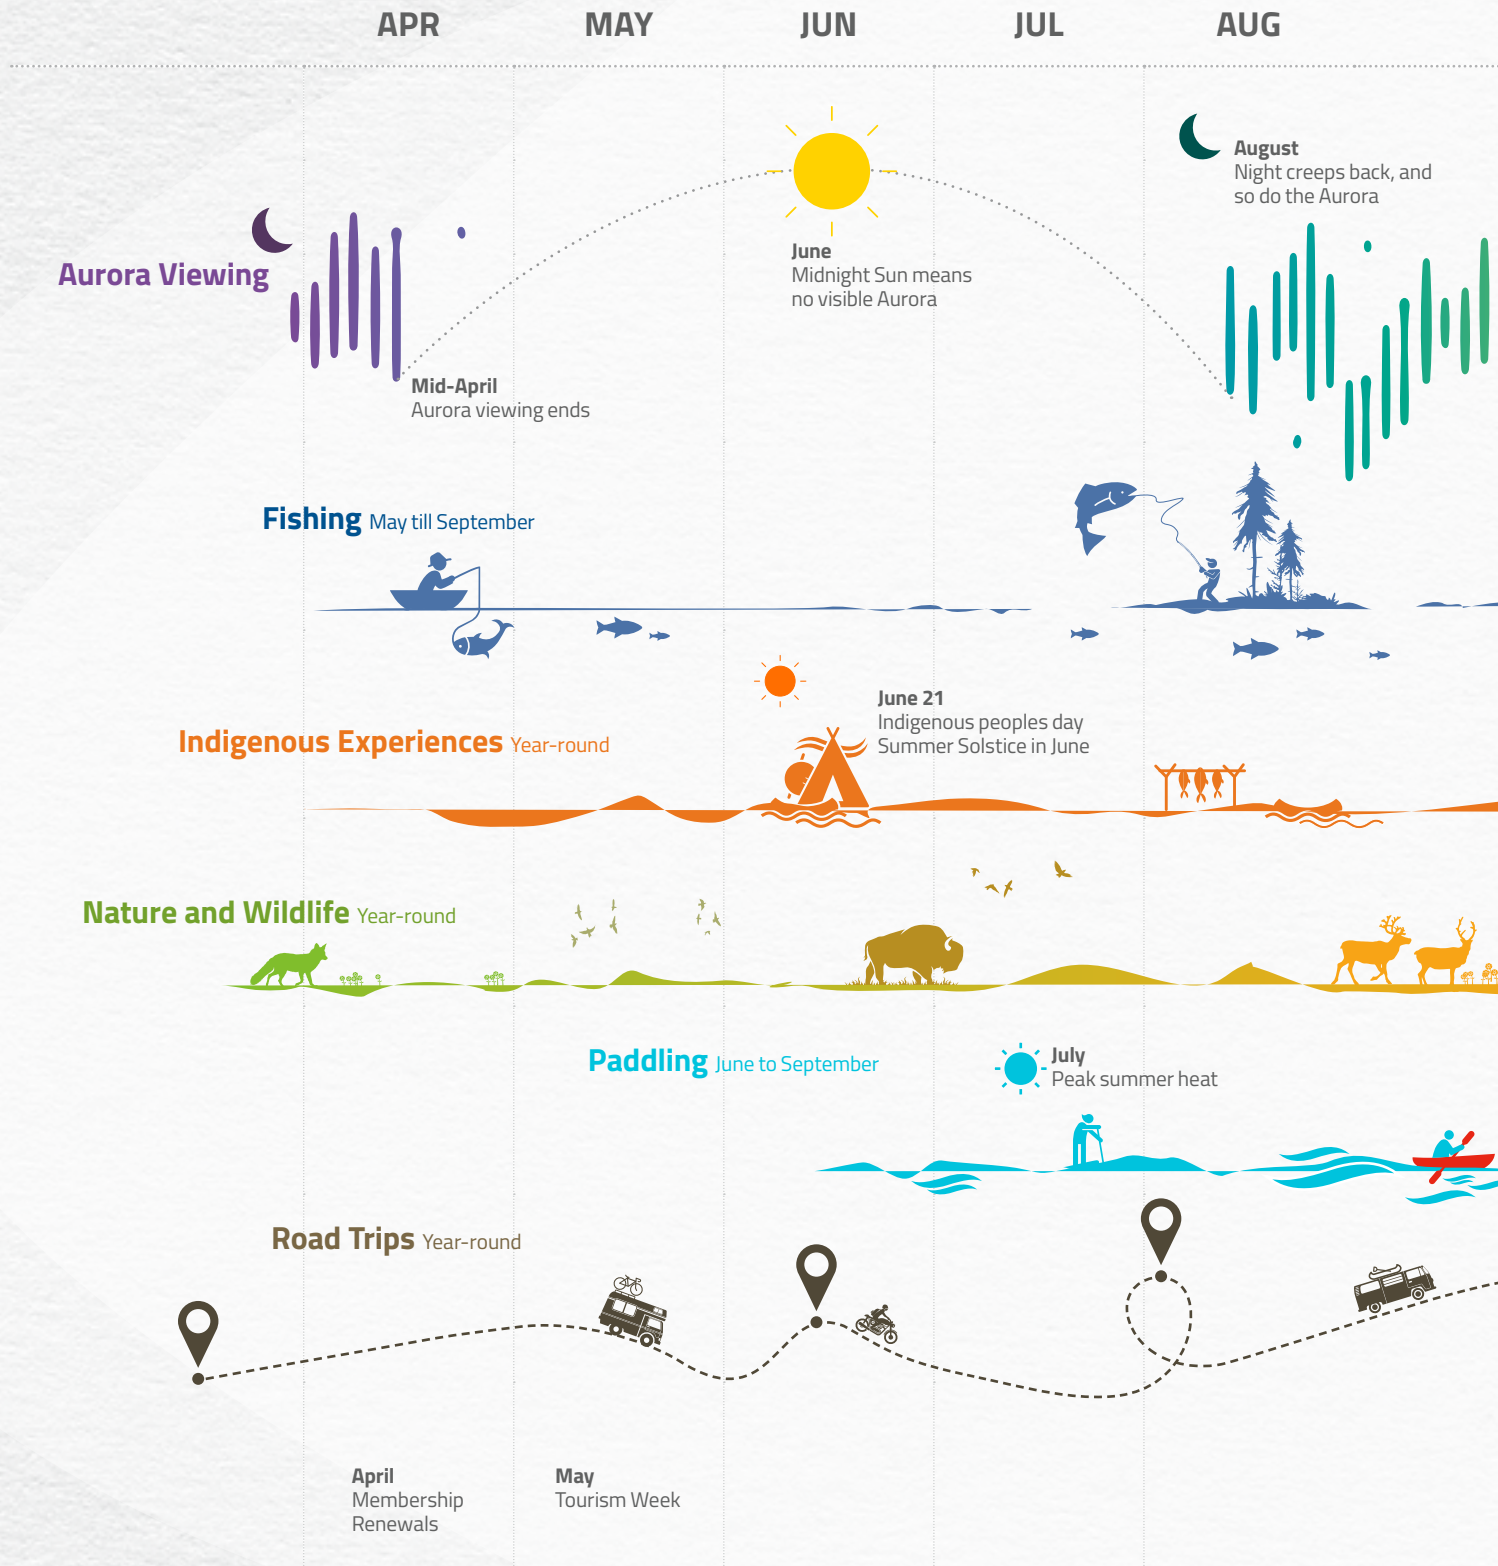 APR MAY JUN JUL AUG
August
Night creeps back, and
so do the Aurora
June
Midnight Sun means
no visible Aurora
Aurora Viewing
Mid-April
Aurora viewing ends
Fishing May till September
June 21
Indigenous peoples day
Summer Solstice in June
Indigenous Experiences Year-round
Nature and Wildlife Year-round
Paddling June to September
July
Peak summer heat
Road Trips Year-round
April
Membership
Renewals
May
Tourism Week